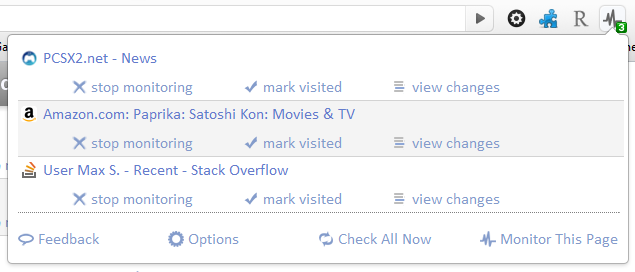 R
3
PCSX2.net - News
stop monitoring mark visited view changes
Amazon.com: Paprika: Satoshi Kon: Movies & TV
stop monitoring mark visited view changes
User Max S. - Recent - Stack Overflow
stop monitoring mark visited view changes
Feedback Options Check All Now Monitor This Page